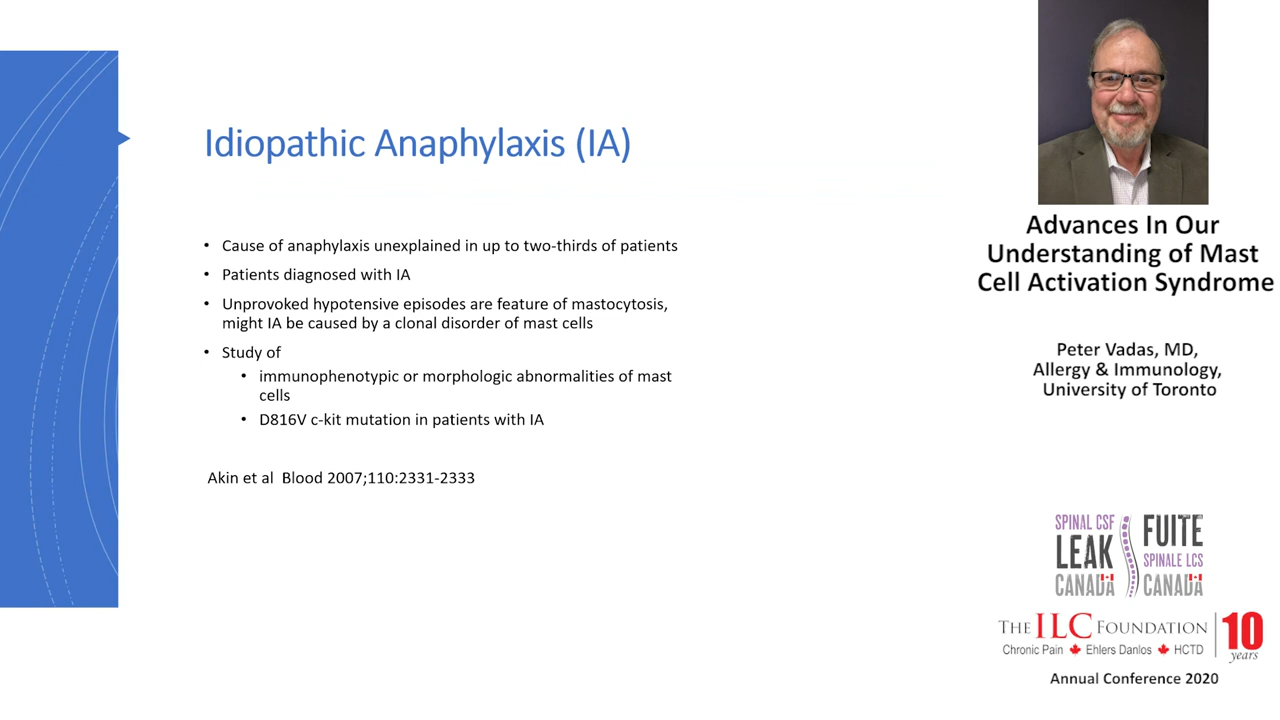 Idiopathic Anaphylaxis (IA)
• Cause of anaphylaxis unexplained in up to two-thirds of patients
• Patients diagnosed with IA
• Unprovoked hypotensive episodes are feature of mastocytosis,
might IA be caused by a clonal disorder of mast cells
• Study of
• immunophenotypic or morphologic abnormalities of mast
cells
• D816V c-kit mutation in patients with IA
Akin et al Blood 2007;110:2331-2333
Advances In Our
Understanding of Mast
Cell Activation Syndrome
Peter Vadas, MD,
Allergy & Immunology,
University of Toronto
SPINAL CSF
LEAK
CANADA
FUITE
SPINALE LCS
CANADA
THE ILC FOUNDATION
Chronic Pain Ehlers Danlos HCTD
10
years
Annual Conference 2020